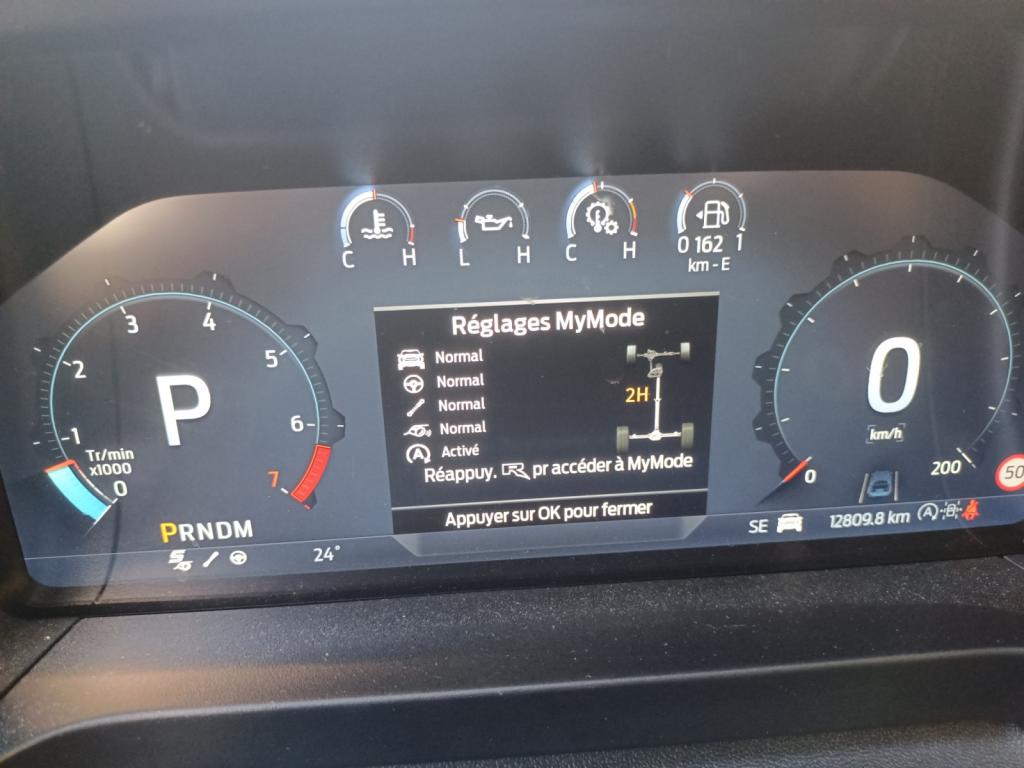 C H
L H
C H
0 162 1
km - E
1
2
3
4
5
6
7
Tr/min
x1000
0
P
PRNDM
24°
Réglages MyMode
Normal
Normal
Normal
Normal
A Activé
2H
Réappuy. R pr accéder à MyMode
Appuyer sur OK pour fermer
0
km/h
0
200
50
SE
12809.8 km
A